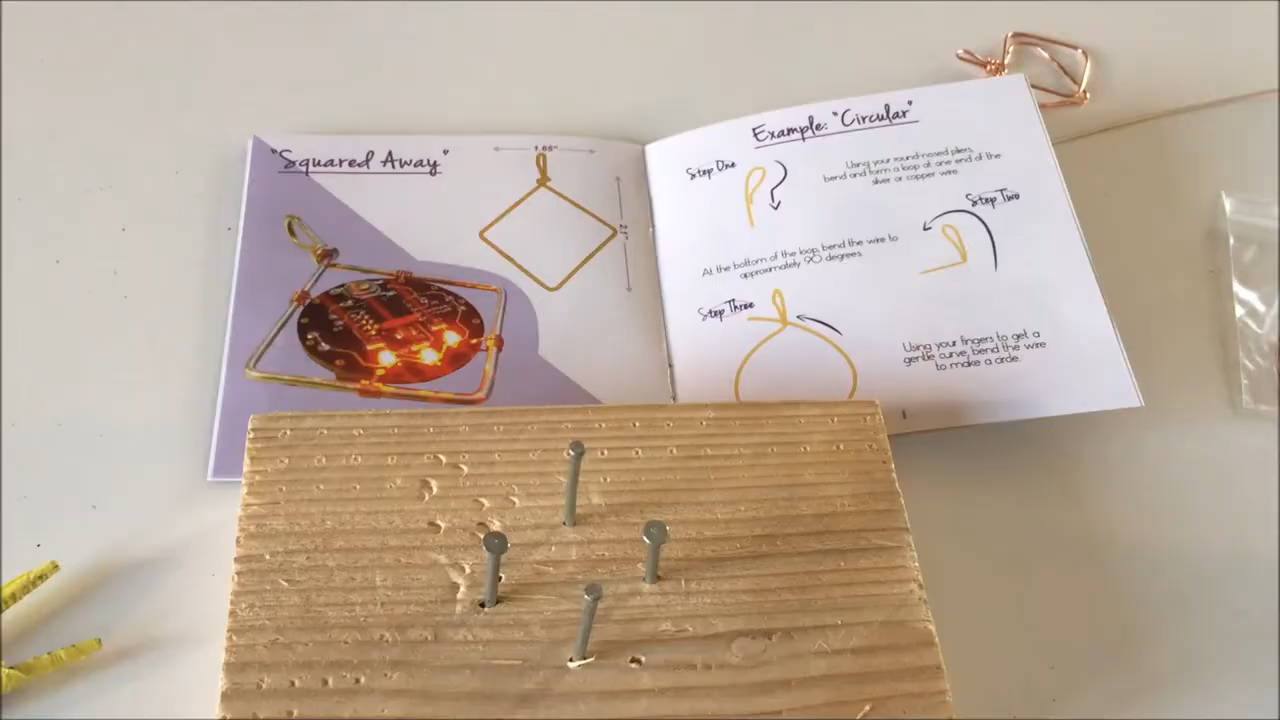 "Squared Away"
1.65"
2.1"
Example: "Circular"
Step One
Using your round-nosed pliers,
bend and form a loop at one end of the
silver or copper wire.
Step Two
At the bottom of the loop, bend the wire to
approximately 90 degrees.
Step Three
Using your fingers to get a
gentle curve, bend the wire
to make a circle.